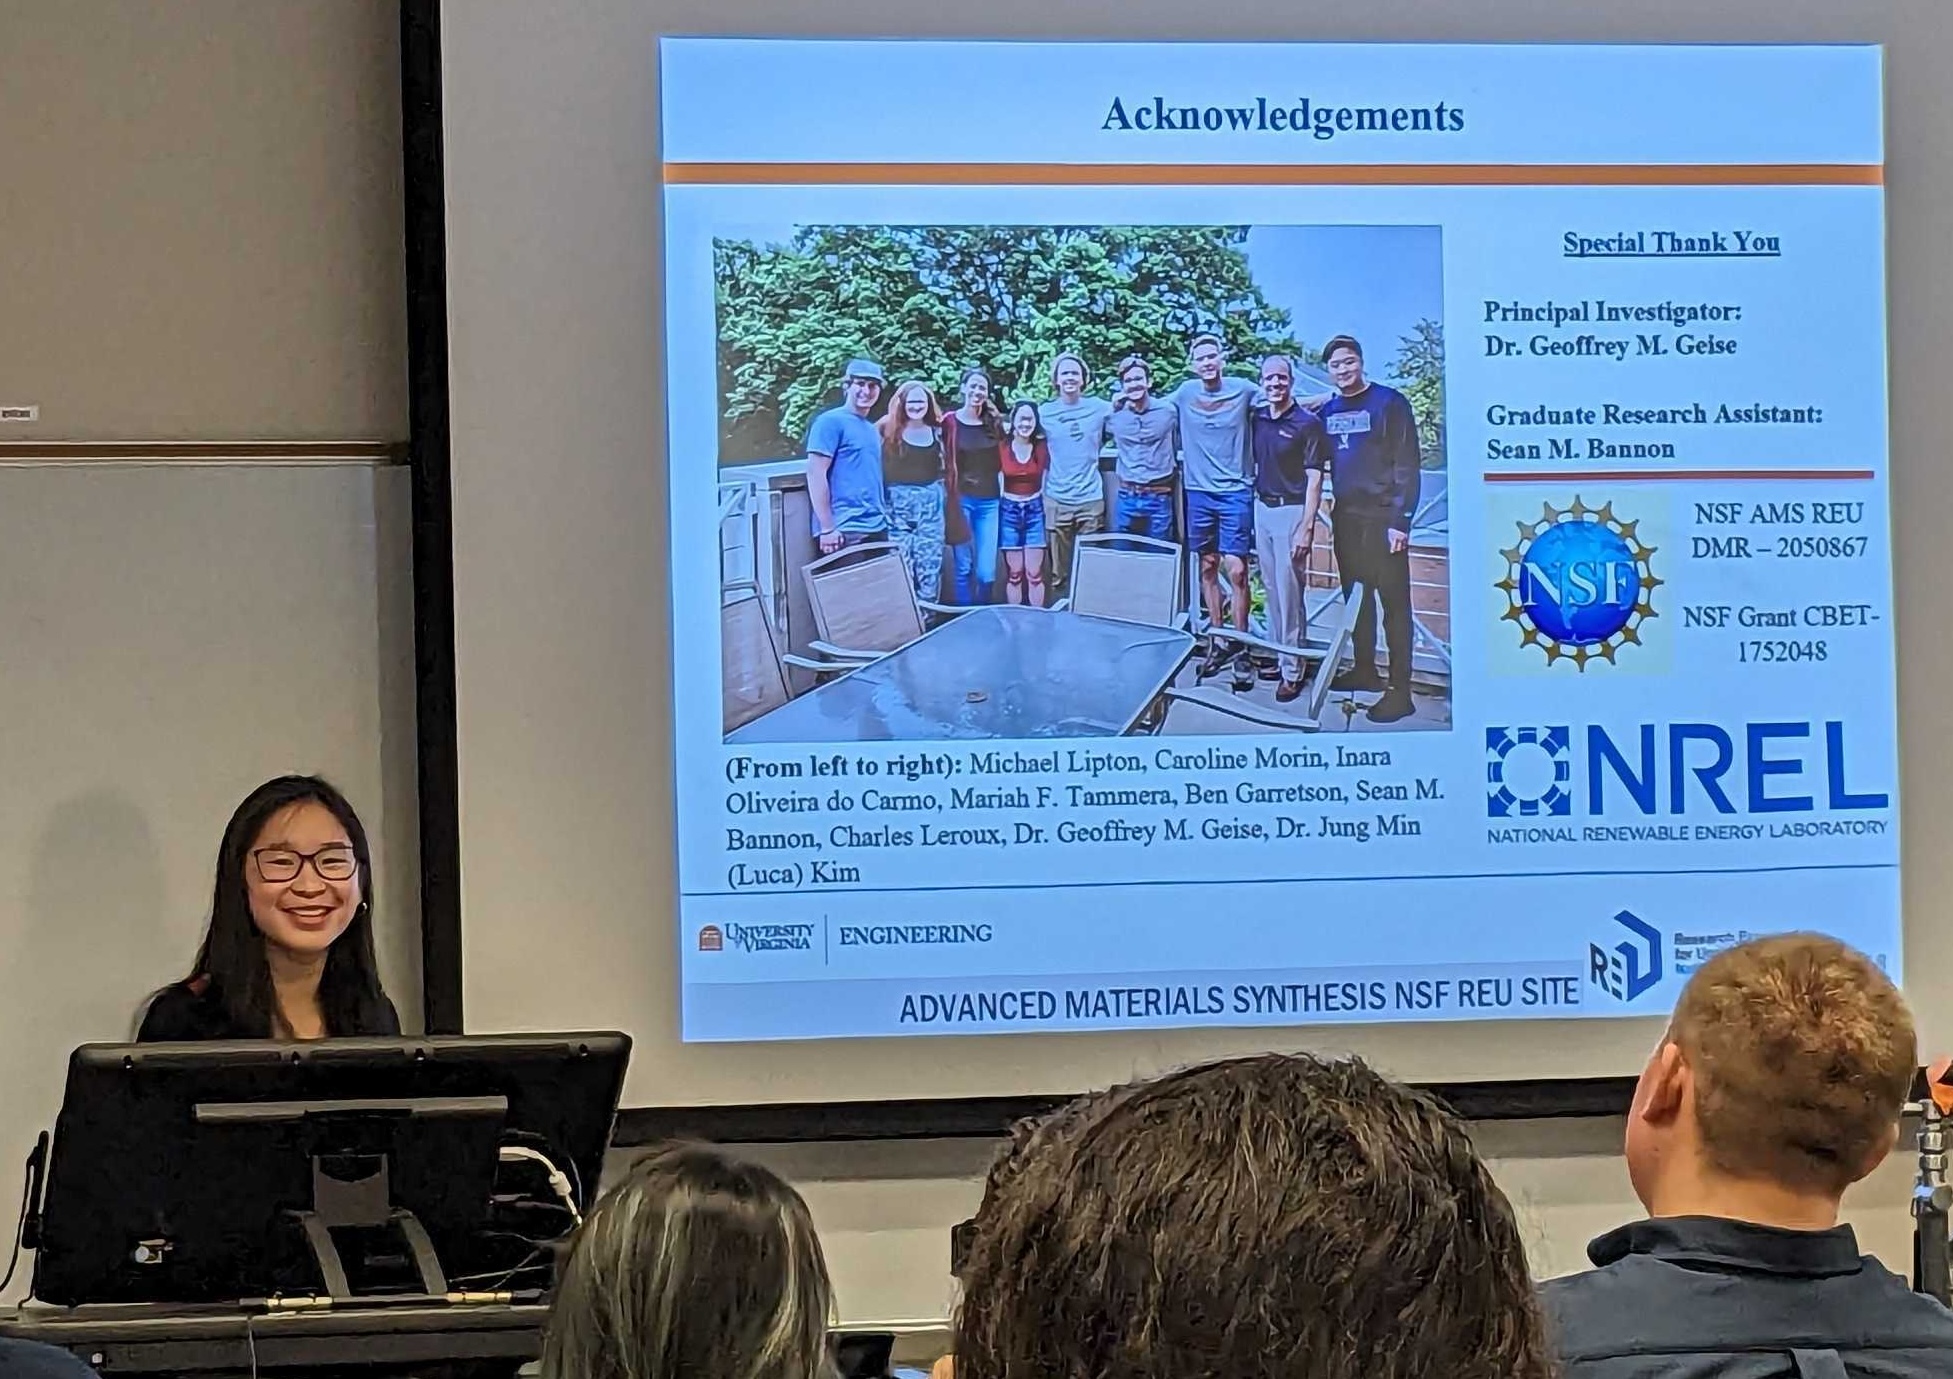 Acknowledgements
Special Thank You
Principal Investigator:
Dr. Geoffrey M. Geise
Graduate Research Assistant:
Sean M. Bannon
NSF
NSF AMS REU
DMR – 2050867
NSF Grant CBET-
1752048
NREL
NATIONAL RENEWABLE ENERGY LABORATORY
(From left to right): Michael Lipton, Caroline Morin, Inara
Oliveira do Carmo, Mariah F. Tammera, Ben Garretson, Sean M.
Bannon, Charles Leroux, Dr. Geoffrey M. Geise, Dr. Jung Min
(Luca) Kim
UNIVERSITY
of VIRGINIA
ENGINEERING
REU
Research
for
ADVANCED MATERIALS SYNTHESIS NSF REU SITE